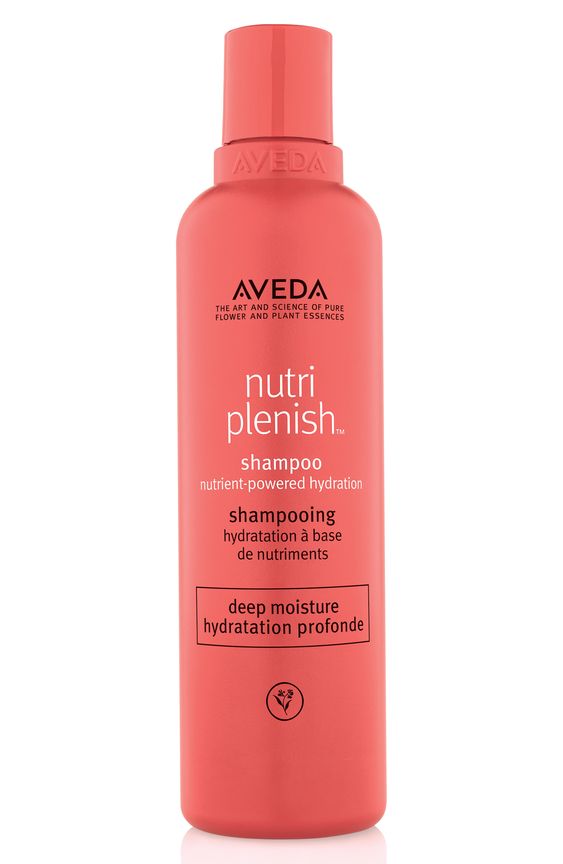 AVEDA
AVEDA
THE ART AND SCIENCE OF PURE
FLOWER AND PLANT ESSENCES
nutri
plenish™
shampoo
nutrient-powered hydration
shampooing
hydratation à base
de nutriments
deep moisture
hydratation profonde